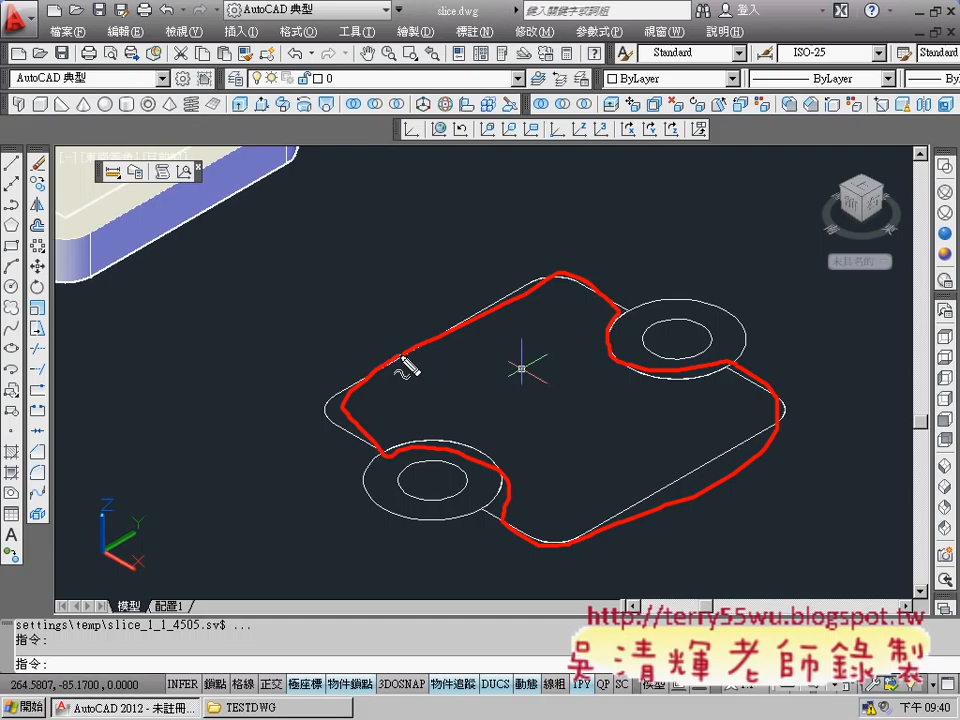 AutoCAD 典型
slice.dwg
鍵入關鍵字或片語
登入
檔案(F) 編輯(E) 檢視(V) 插入(I) 格式(O) 工具(T) 繪製(D) 標註(N) 修改(M) 參數式(P) 視窗(W) 說明(H)
Standard
ISO-25
Standard
AutoCAD 典型
0
ByLayer
ByLayer
Z
Y
X
模型
配置1
settings\temp\slice_1_1_4505.sv$ ...
指令:
指令:
http://terry55wu.blogspot.tw
吳清輝老師錄製
264.5807, -85.1700, 0.0000
INFER 鎖點 格線 正交 極座標 物件鎖點 3DOSNAP 物件追蹤 DUCS 動態 線粗 TPY QP SC 模型
開始
AutoCAD 2012 - 未註冊...
TESTDWG
下午 09:40